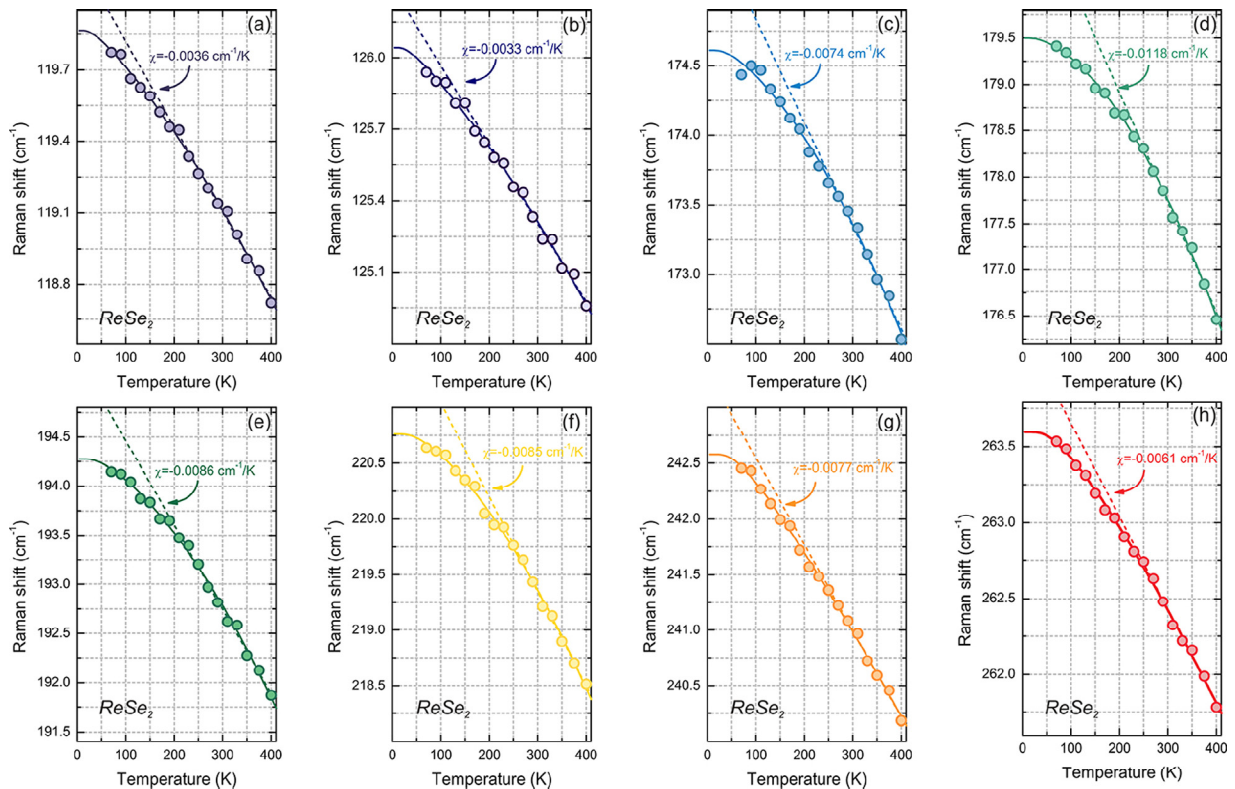 (a)
χ=-0.0036 cm⁻¹/K
Raman shift (cm⁻¹)
119.7
119.4
119.1
118.8
ReSe₂
0 100 200 300 400
Temperature (K)
(b)
χ=-0.0033 cm⁻¹/K
Raman shift (cm⁻¹)
126.0
125.7
125.4
125.1
ReSe₂
0 100 200 300 400
Temperature (K)
(c)
χ=-0.0074 cm⁻¹/K
Raman shift (cm⁻¹)
174.5
174.0
173.5
173.0
ReSe₂
0 100 200 300 400
Temperature (K)
(d)
χ=-0.0118 cm⁻¹/K
Raman shift (cm⁻¹)
179.5
179.0
178.5
178.0
177.5
177.0
176.5
ReSe₂
0 100 200 300 400
Temperature (K)
(e)
χ=-0.0086 cm⁻¹/K
Raman shift (cm⁻¹)
194.5
194.0
193.5
193.0
192.5
192.0
191.5
ReSe₂
0 100 200 300 400
Temperature (K)
(f)
χ=-0.0085 cm⁻¹/K
Raman shift (cm⁻¹)
220.5
220.0
219.5
219.0
218.5
ReSe₂
0 100 200 300 400
Temperature (K)
(g)
χ=-0.0077 cm⁻¹/K
Raman shift (cm⁻¹)
242.5
242.0
241.5
241.0
240.5
ReSe₂
0 100 200 300 400
Temperature (K)
(h)
χ=-0.0061 cm⁻¹/K
Raman shift (cm⁻¹)
263.5
263.0
262.5
262.0
ReSe₂
0 100 200 300 400
Temperature (K)